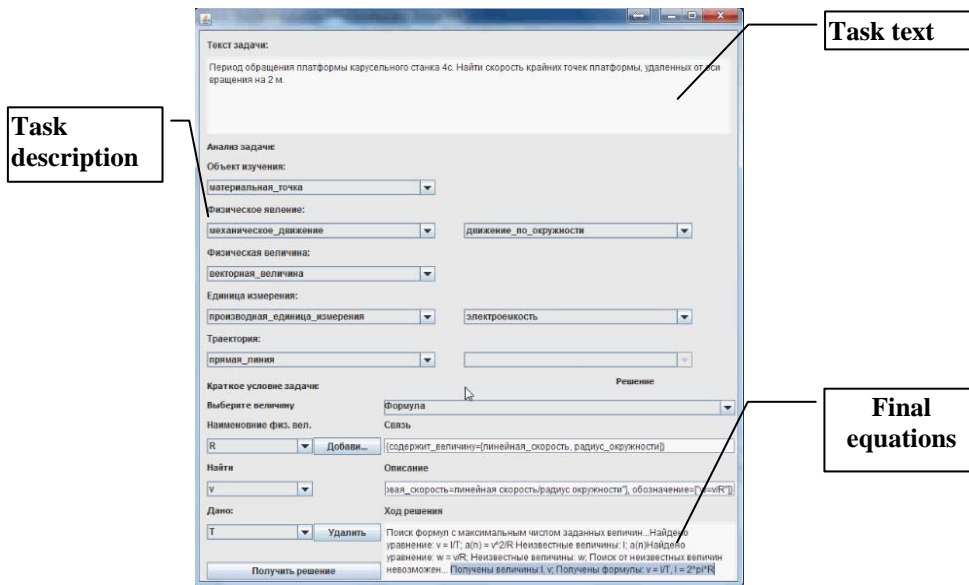 Task text
Task
description
Final
equations
Текст задачи:
Период обращения платформы карусельного станка 4с. Найти скорость крайних точек платформы, удаленных от оси
вращения на 2 м.
Анализ задачи:
Объект изучения:
материальная_точка
Физическое явление:
механическое_движение
движение_по_окружности
Физическая величина:
векторная_величина
Единица измерения:
производная_единица_измерения
электроемкость
Траектория:
прямая_линия
Краткое условие задачи:
Решение
Выберите величину
Формула
Наименовние физ. вел.
Связь
R
Добави...
{содержит_величину={линейная_скорость, радиус_окружности}}
Найти
Описание
v
овая_скорость=линейная скорость/радиус окружности"], обозначение=["w=v/R"]}
Дано:
Ход решения
T
Удалить
Поиск формул с максимальным числом заданных величин...Найдено
уравнение: v = l/T; a(n) = v^2/R Неизвестные величины: l; a(n)Найдено
уравнение: w = v/R; Неизвестные величины: w; Поиск от неизвестных величин
невозможен... Получены величины:l, v; Получены формулы: v = l/T, l = 2*pi*R
Получить решение